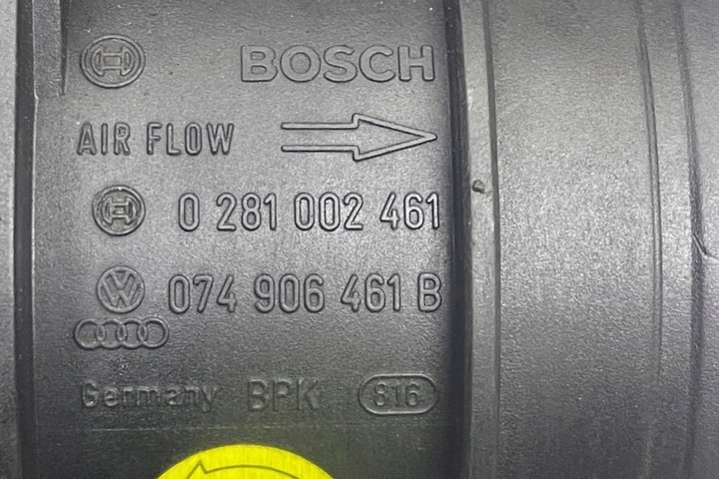 BOSCH
AIR FLOW
0 281 002 461
074 906 461 B
Germany BPK 816